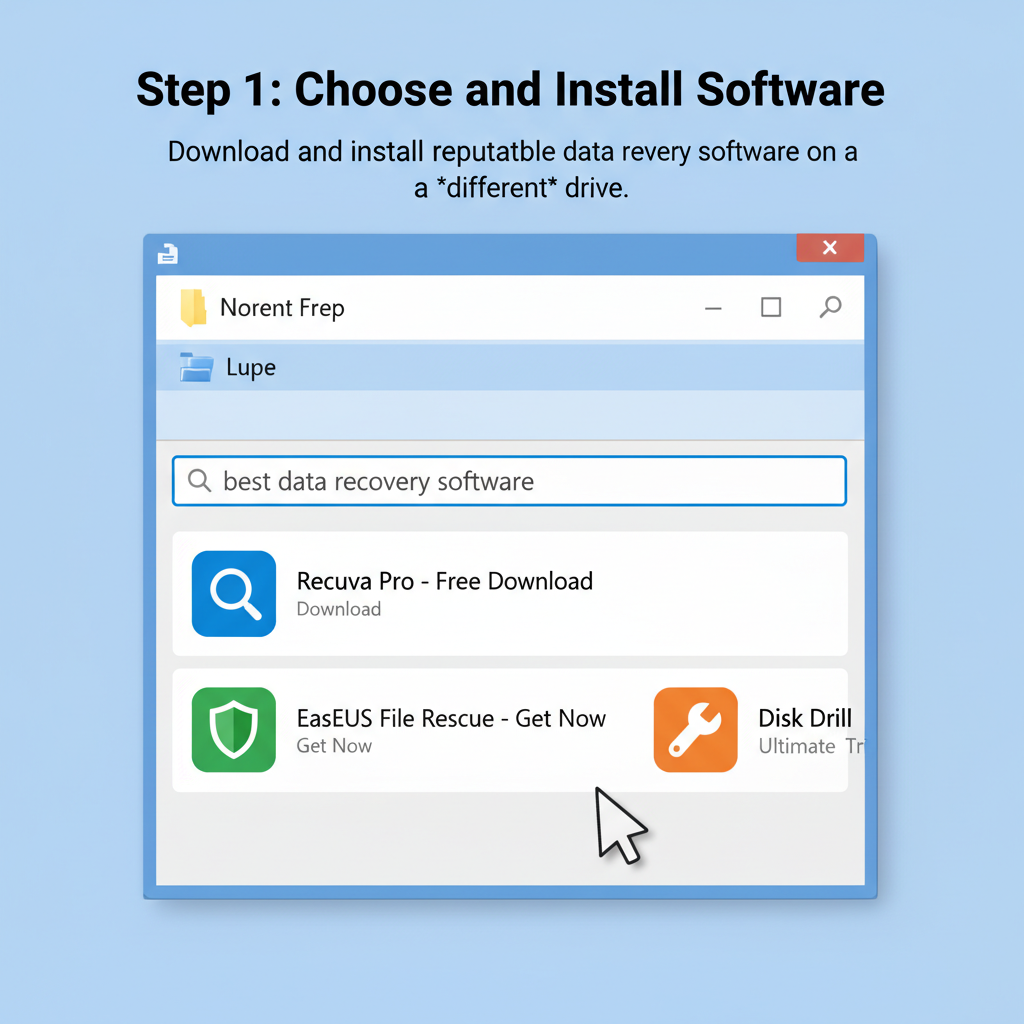 Step 1: Choose and Install Software
Download and install reputatble data revery software on a
a *different* drive.
Norent Frep
Lupe
best data recovery software
Recuva Pro - Free Download
Download
EasEUS File Rescue - Get Now
Get Now
Disk Drill
Ultimate Tri